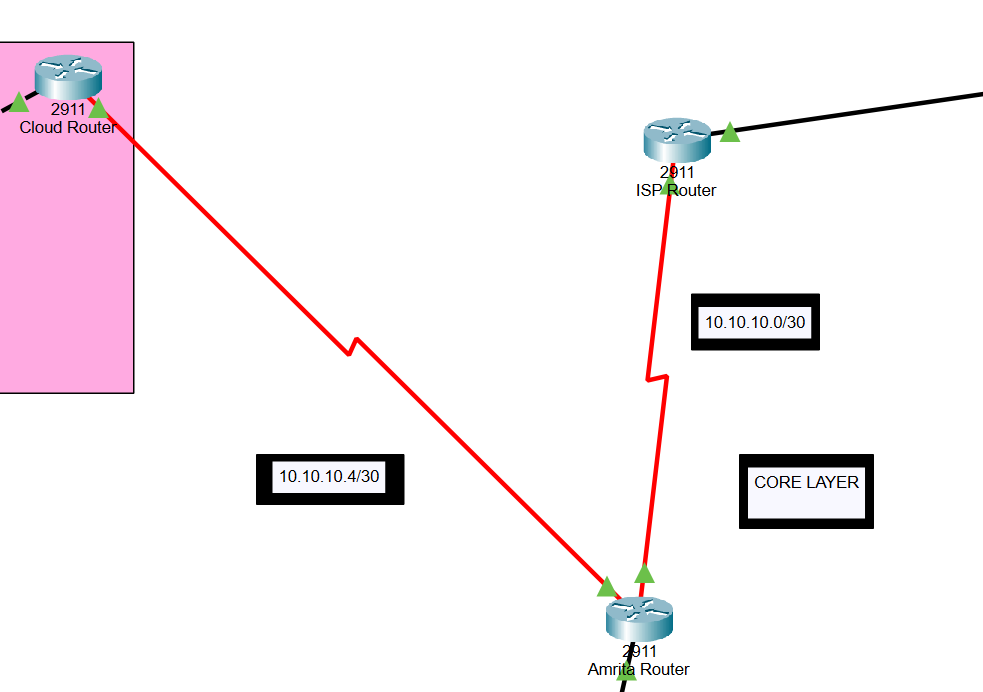 2911
Cloud Router
2911
ISP Router
10.10.10.0/30
10.10.10.4/30
CORE LAYER
2911
Amrita Router